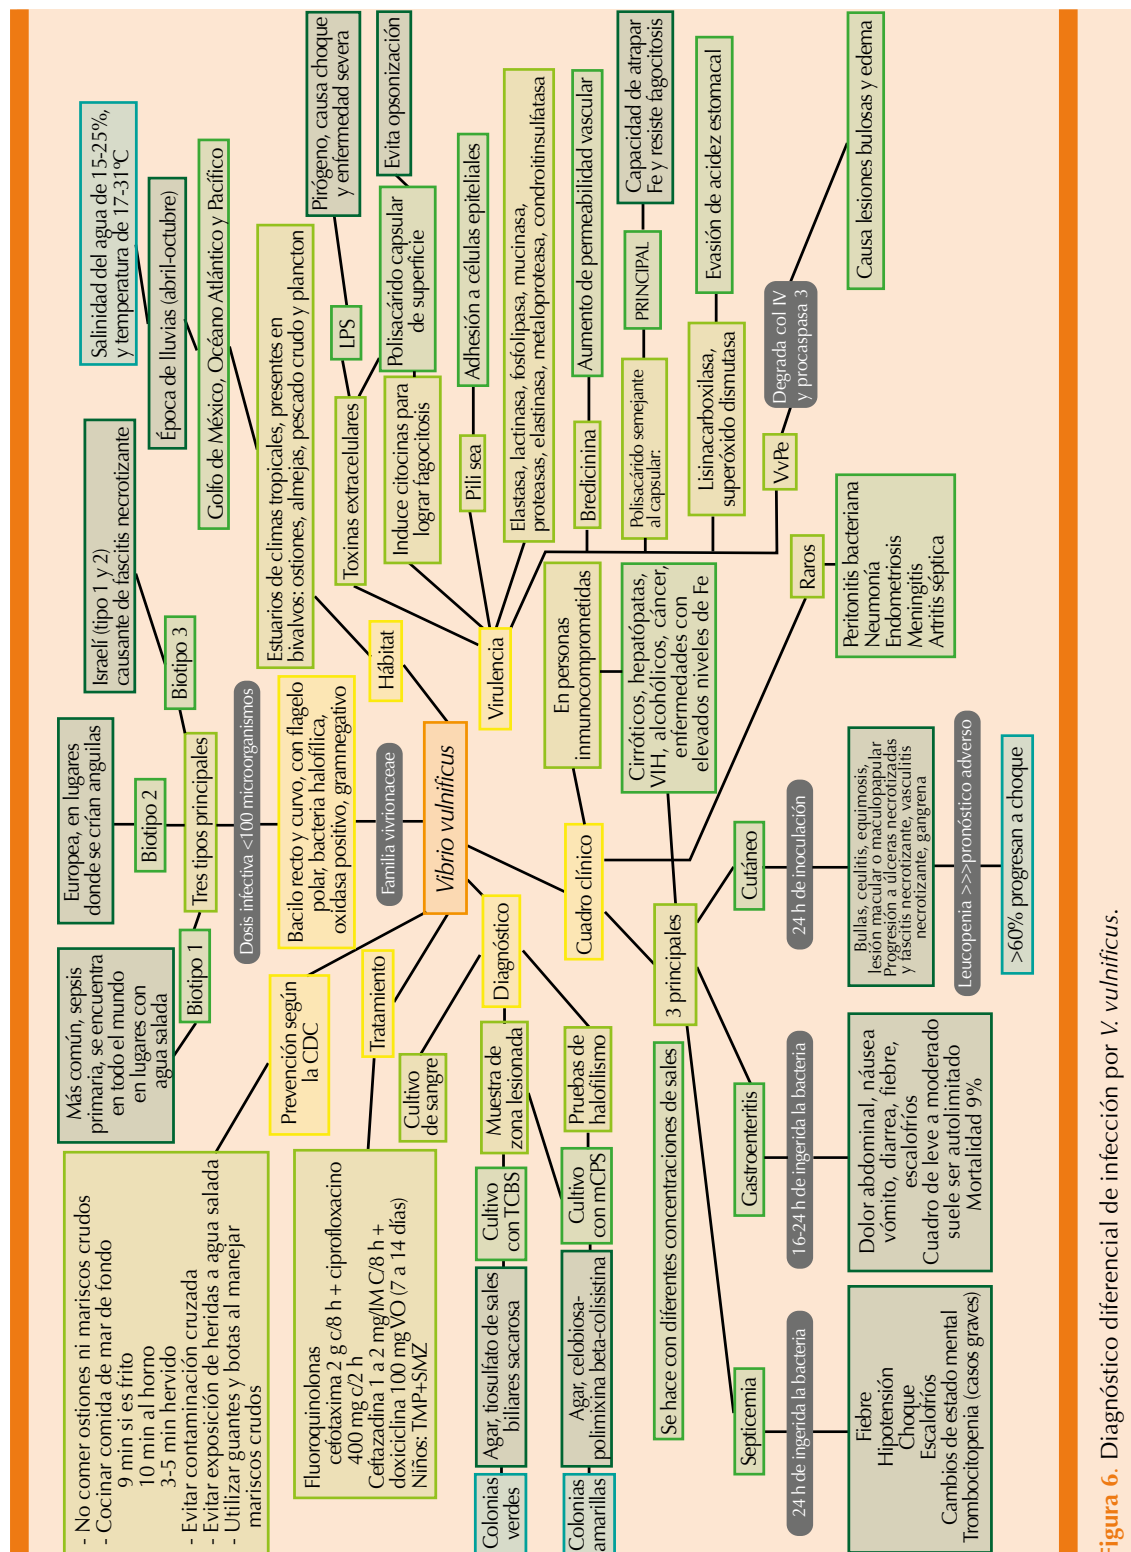 - No comer ostiones ni mariscos crudos
- Cocinar comida de mar de fondo
9 min si es frito
10 min al horno
3-5 min hervido
- Evitar contaminación cruzada
- Evitar exposición de heridas a agua salada
- Utilizar guantes y botas al manejar
mariscos crudos
Prevención según
la CDC
Más común, sepsis
primaria, se encuentra
en todo el mundo
en lugares con
agua salada
Biotipo 1
Europea, en lugares
donde se crían anguilas
Biotipo 2
Israelí (tipo 1 y 2)
causante de fascitis necrotizante
Biotipo 3
Tres tipos principales
Dosis infectiva <100 microorganismos
Bacilo recto y curvo, con flagelo
polar, bacteria halofílica,
oxidasa positivo, gramnegativo
Familia vivrionaceae
Vibrio vulnificus
Salinidad del agua de 15-25%,
y temperatura de 17-31ºC
Época de lluvias (abril-octubre)
Golfo de México, Océano Atlántico y Pacífico
Estuarios de climas tropicales, presentes en
bivalvos: ostiones, almejas, pescado crudo y plancton
Hábitat
Fluoroquinolonas
cefotaxima 2 g c/8 h + ciprofloxacino
400 mg c/2 h
Ceftazadina 1 a 2 mg/IM C/8 h +
doxiciclina 100 mg VO (7 a 14 días)
Niños: TMP+SMZ
Tratamiento
Diagnóstico
Cultivo
de sangre
Muestra de
zona lesionada
Cultivo
con TCBS
Agar, tiosulfato de sales
biliares sacarosa
Colonias
verdes
Pruebas de
halofilismo
Cultivo
con mCPS
Agar, celobiosa-
polimixina beta-colisistina
Colonias
amarillas
Se hace con diferentes concentraciones de sales
Virulencia
Toxinas extracelulares
LPS
Pirógeno, causa choque
y enfermedad severa
Polisacárido capsular
de superficie
Evita opsonización
Induce citocinas para
lograr fagocitosis
Pili sea
Adhesión a células epiteliales
Elastasa, lactinasa, fosfolipasa, mucinasa,
proteasas, elastinasa, metaloproteasa, condroitinsulfatasa
Bredicinina
Aumento de permeabilidad vascular
Polisacárido semejante
al capsular:
PRINCIPAL
Capacidad de atrapar
Fe y resiste fagocitosis
Lisinacarboxilasa,
superóxido dismutasa
Evasión de acidez estomacal
VvPe
Degrada col IV
y procaspasa 3
Causa lesiones bulosas y edema
Cuadro clínico
En personas
inmunocomprometidas
Cirróticos, hepatópatas,
VIH, alcohólicos, cáncer,
enfermedades con
elevados niveles de Fe
Raros
Peritonitis bacteriana
Neumonía
Endometriosis
Meningitis
Artritis séptica
3 principales
Septicemia
24 h de ingerida la bacteria
Fiebre
Hipotensión
Choque
Escalofríos
Cambios de estado mental
Trombocitopenia (casos graves)
Gastroenteritis
16-24 h de ingerida la bacteria
Dolor abdominal, náusea
vómito, diarrea, fiebre,
escalofríos
Cuadro de leve a moderado
suele ser autolimitado
Mortalidad 9%
Cutáneo
24 h de inoculación
Bullas, ceulitis, equimosis,
lesión macular o maculopapular
Progresión a úlceras necrotizadas
y fascitis necrotizante, vasculitis
necrotizante, gangrena
Leucopenia >>>pronóstico adverso
>60% progresan a choque
Figura 6. Diagnóstico diferencial de infección por V. vulnificus.